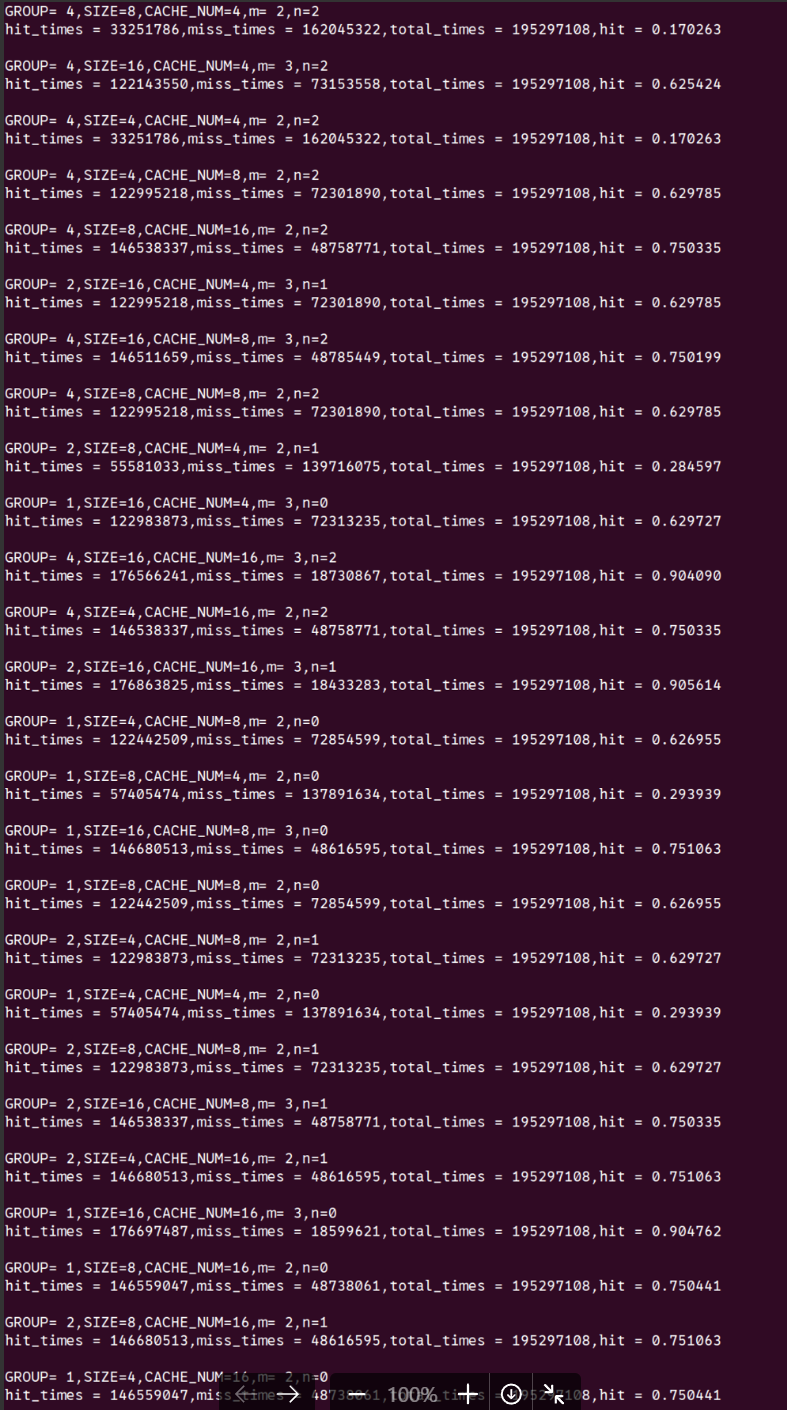 GROUP= 4,SIZE=8,CACHE_NUM=4,m= 2,n=2
hit_times = 33251786,miss_times = 162045322,total_times = 195297108,hit = 0.170263
GROUP= 4,SIZE=16,CACHE_NUM=4,m= 3,n=2
hit_times = 122143550,miss_times = 73153558,total_times = 195297108,hit = 0.625424
GROUP= 4,SIZE=4,CACHE_NUM=4,m= 2,n=2
hit_times = 33251786,miss_times = 162045322,total_times = 195297108,hit = 0.170263
GROUP= 4,SIZE=4,CACHE_NUM=8,m= 2,n=2
hit_times = 122995218,miss_times = 72301890,total_times = 195297108,hit = 0.629785
GROUP= 4,SIZE=8,CACHE_NUM=16,m= 2,n=2
hit_times = 146538337,miss_times = 48758771,total_times = 195297108,hit = 0.750335
GROUP= 2,SIZE=16,CACHE_NUM=4,m= 3,n=1
hit_times = 122995218,miss_times = 72301890,total_times = 195297108,hit = 0.629785
GROUP= 4,SIZE=16,CACHE_NUM=8,m= 3,n=2
hit_times = 146511659,miss_times = 48785449,total_times = 195297108,hit = 0.750199
GROUP= 4,SIZE=8,CACHE_NUM=8,m= 2,n=2
hit_times = 122995218,miss_times = 72301890,total_times = 195297108,hit = 0.629785
GROUP= 2,SIZE=8,CACHE_NUM=4,m= 2,n=1
hit_times = 55581033,miss_times = 139716075,total_times = 195297108,hit = 0.284597
GROUP= 1,SIZE=16,CACHE_NUM=4,m= 3,n=0
hit_times = 122983873,miss_times = 72313235,total_times = 195297108,hit = 0.629727
GROUP= 4,SIZE=16,CACHE_NUM=16,m= 3,n=2
hit_times = 176566241,miss_times = 18730867,total_times = 195297108,hit = 0.904090
GROUP= 4,SIZE=4,CACHE_NUM=16,m= 2,n=2
hit_times = 146538337,miss_times = 48758771,total_times = 195297108,hit = 0.750335
GROUP= 2,SIZE=16,CACHE_NUM=16,m= 3,n=1
hit_times = 176863825,miss_times = 18433283,total_times = 195297108,hit = 0.905614
GROUP= 1,SIZE=4,CACHE_NUM=8,m= 2,n=0
hit_times = 122442509,miss_times = 72854599,total_times = 195297108,hit = 0.626955
GROUP= 1,SIZE=8,CACHE_NUM=4,m= 2,n=0
hit_times = 57405474,miss_times = 137891634,total_times = 195297108,hit = 0.293939
GROUP= 1,SIZE=16,CACHE_NUM=8,m= 3,n=0
hit_times = 146680513,miss_times = 48616595,total_times = 195297108,hit = 0.751063
GROUP= 1,SIZE=8,CACHE_NUM=8,m= 2,n=0
hit_times = 122442509,miss_times = 72854599,total_times = 195297108,hit = 0.626955
GROUP= 2,SIZE=4,CACHE_NUM=8,m= 2,n=1
hit_times = 122983873,miss_times = 72313235,total_times = 195297108,hit = 0.629727
GROUP= 1,SIZE=4,CACHE_NUM=4,m= 2,n=0
hit_times = 57405474,miss_times = 137891634,total_times = 195297108,hit = 0.293939
GROUP= 2,SIZE=8,CACHE_NUM=8,m= 2,n=1
hit_times = 122983873,miss_times = 72313235,total_times = 195297108,hit = 0.629727
GROUP= 2,SIZE=16,CACHE_NUM=8,m= 3,n=1
hit_times = 146538337,miss_times = 48758771,total_times = 195297108,hit = 0.750335
GROUP= 2,SIZE=4,CACHE_NUM=16,m= 2,n=1
hit_times = 146680513,miss_times = 48616595,total_times = 195297108,hit = 0.751063
GROUP= 1,SIZE=16,CACHE_NUM=16,m= 3,n=0
hit_times = 176697487,miss_times = 18599621,total_times = 195297108,hit = 0.904762
GROUP= 1,SIZE=8,CACHE_NUM=16,m= 2,n=0
hit_times = 146559047,miss_times = 48738061,total_times = 195297108,hit = 0.750441
GROUP= 2,SIZE=8,CACHE_NUM=16,m= 2,n=1
hit_times = 146680513,miss_times = 48616595,total_times = 195297108,hit = 0.751063
GROUP= 1,SIZE=4,CACHE_NUM=16,m= 2,n=0
hit_times = 146559047,miss_times = 48738061,total_times = 195297108,hit = 0.750441
100%